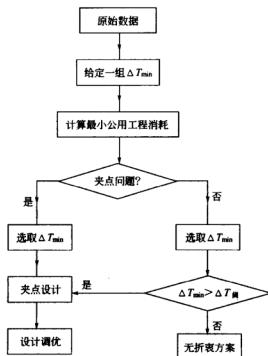 原始数据
给定一组ΔTmin
计算最小公用工程消耗
夹点问题?
是
否
选取ΔTmin
选取ΔTmin
夹点设计
是
ΔTmin>ΔT阈
否
设计调优
无折衷方案